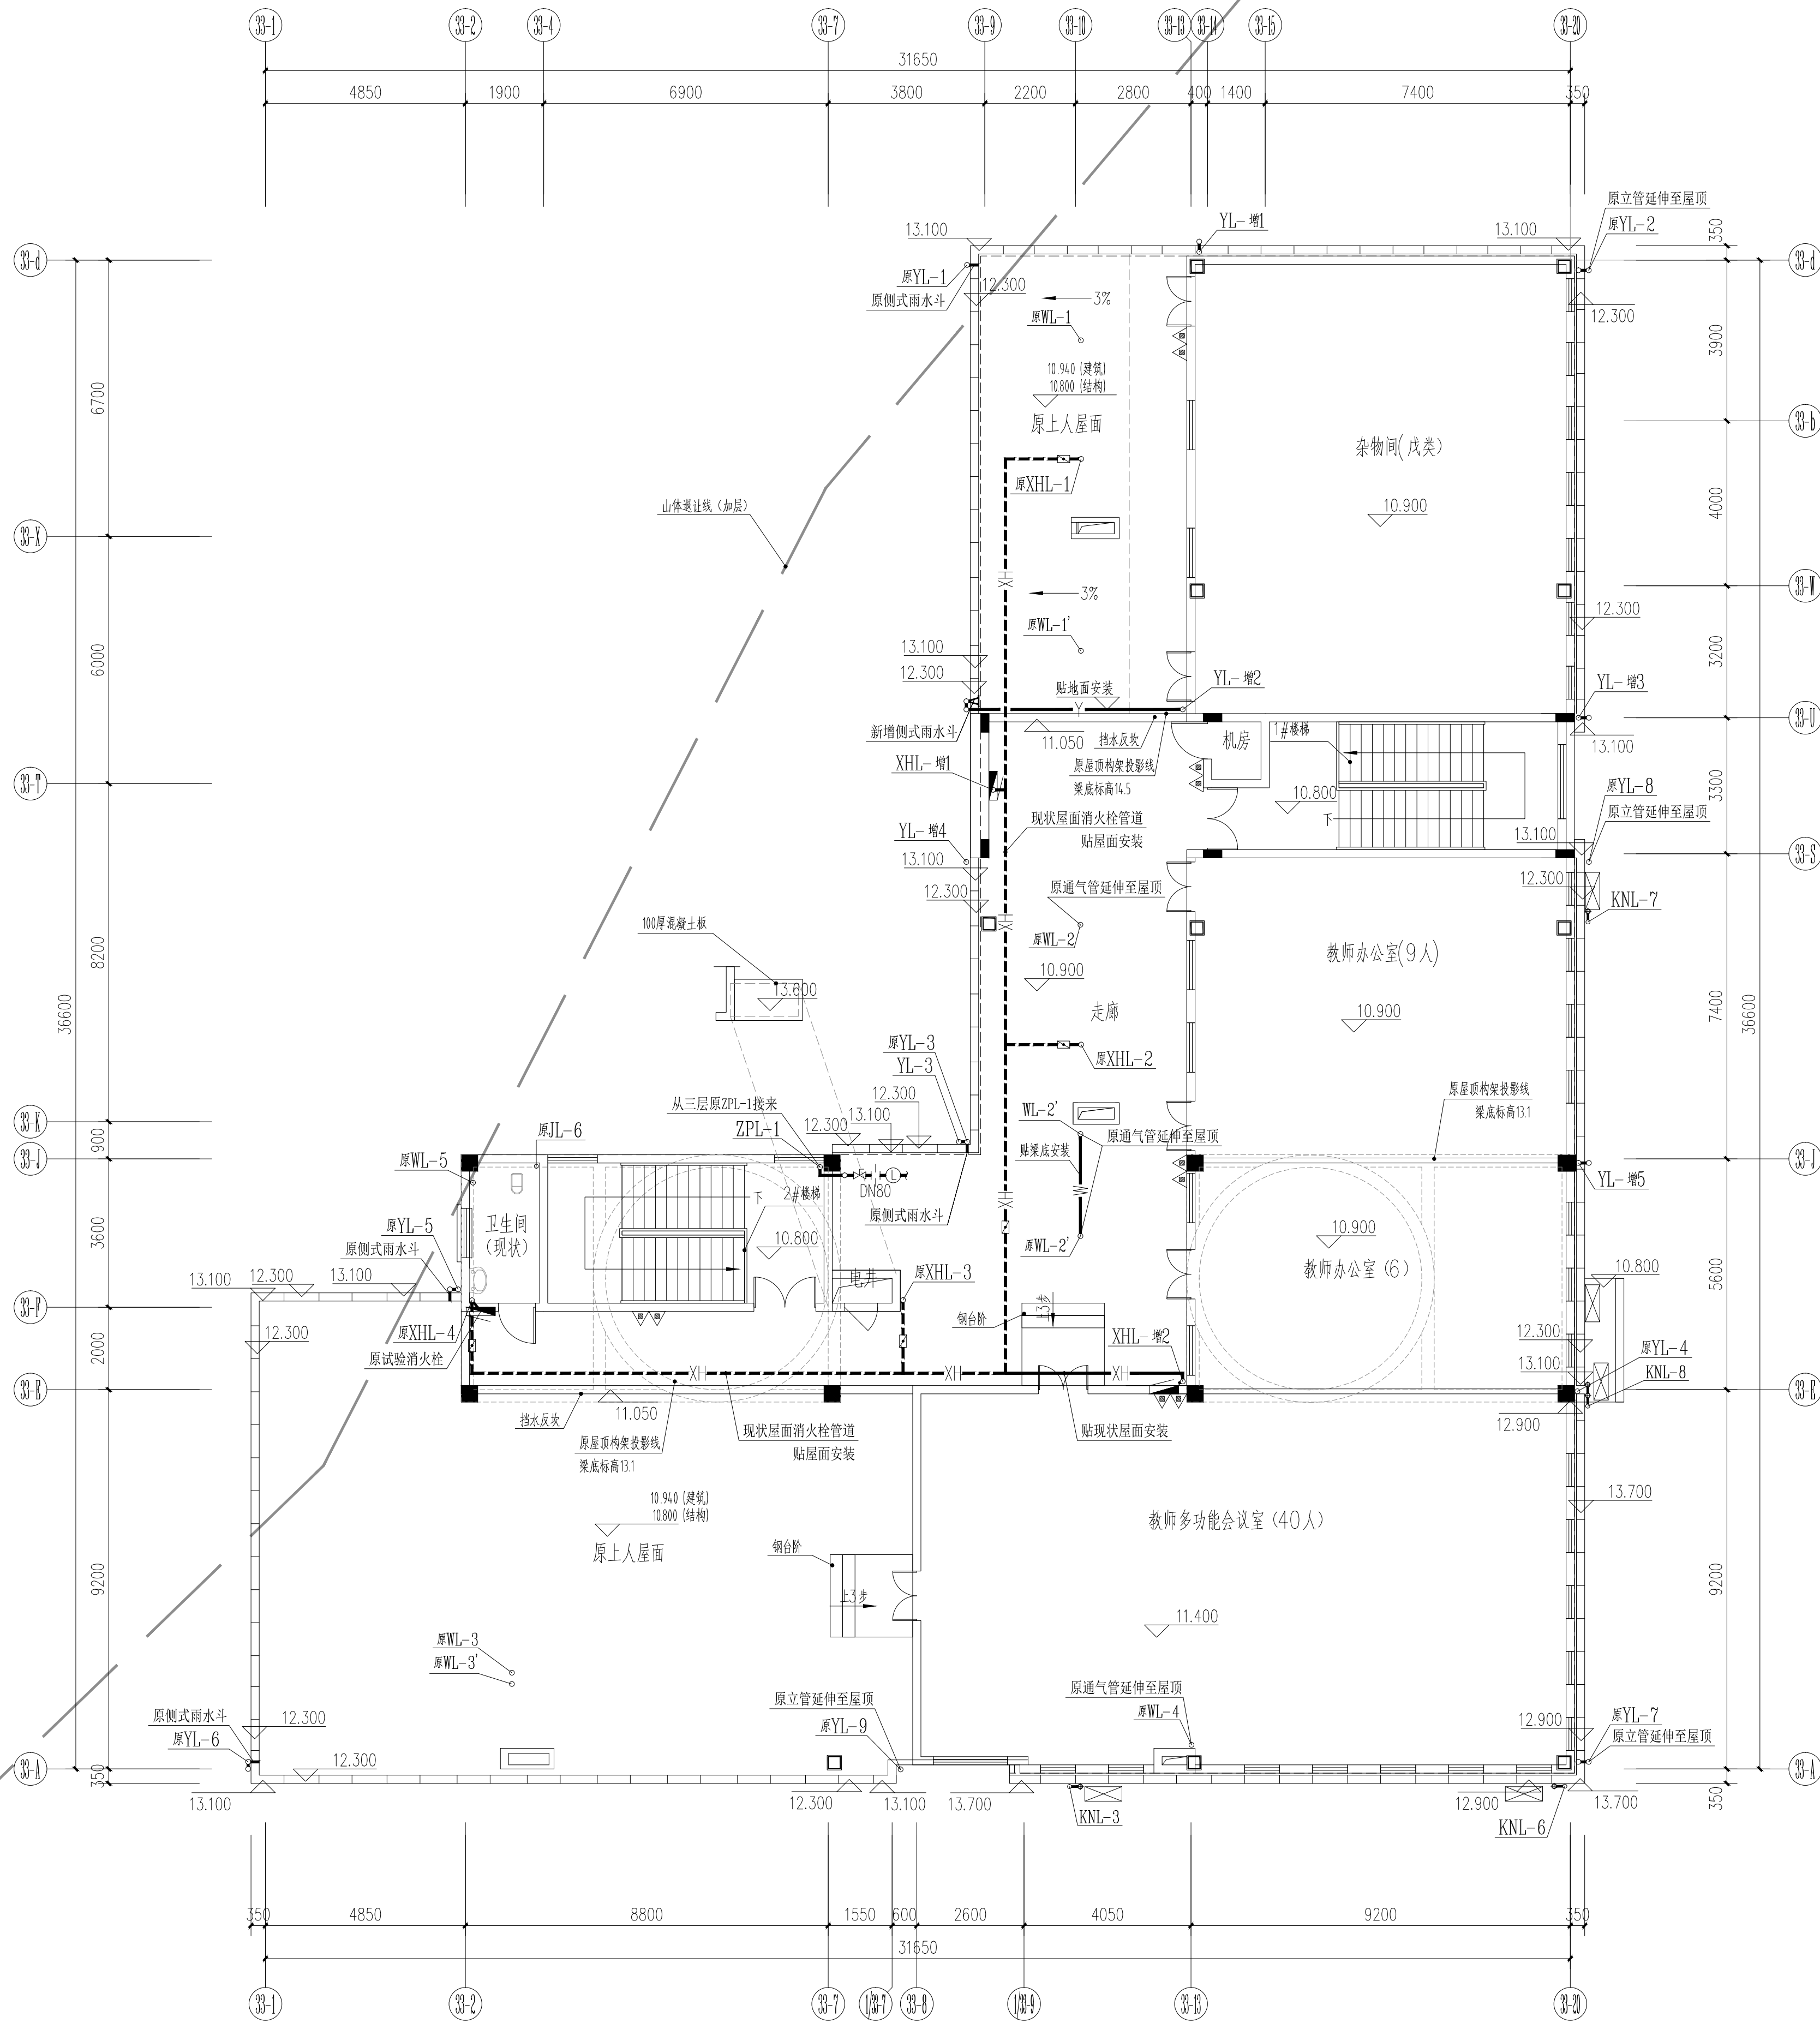 33-1
33-2
33-4
33-7
33-9
33-10
33-13
33-14
33-15
33-20
31650
4850
1900
6900
3800
2200
2800
400
1400
7400
350
原立管延伸至屋顶
原YL-2
YL-增1
13.100
13.100
350
33-d
33-d
原YL-1
原侧式雨水斗
12.300
3%
12.300
原WL-1
3900
6700
10.940 (建筑)
10.800 (结构)
原上人屋面
杂物间(戊类)
33-b
原XHL-1
山体退让线（加层）
10.900
4000
33-X
33-W
3%
12.300
原WL-1'
13.100
12.300
6000
3200
贴地面安装
YL-增2
YL-增3
33-U
新增侧式雨水斗
11.050
挡水反坎
机房
1#楼梯
13.100
XHL-增1
原屋顶构架投影线
梁底标高14.5
33-T
10.800
下
原YL-8
原立管延伸至屋顶
3300
现状屋面消火栓管道
贴屋面安装
YL-增4
13.100
13.100
33-S
12.300
原通气管延伸至屋顶
12.300
KNL-7
100厚混凝土板
原WL-2
教师办公室(9人)
8200
36600
13.600
10.900
走廊
10.900
7400
36600
原YL-3
YL-3
原XHL-2
原屋顶构架投影线
梁底标高13.1
12.300
从三层原ZPL-1接来
ZPL-1
13.100
12.300
WL-2'
33-K
原JL-6
原通气管延伸至屋顶
贴梁底安装
900
33-J
33-J
原WL-5
DN80
L
YL-增5
下
2#楼梯
卫生间
(现状)
原侧式雨水斗
原YL-5
原侧式雨水斗
10.800
10.900
原WL-2'
3600
教师办公室 (6)
5600
13.100
12.300
13.100
电井
原XHL-3
10.800
33-F
原XHL-4
钢台阶
上3步
12.300
XHL-增2
12.300
原试验消火栓
原YL-4
2000
13.100
KNL-8
XH
XH
XH
33-E
33-E
11.050
挡水反坎
12.900
现状屋面消火栓管道
贴屋面安装
贴现状屋面安装
原屋顶构架投影线
梁底标高13.1
10.940 (建筑)
10.800 (结构)
原上人屋面
13.700
教师多功能会议室 (40人)
钢台阶
上3步
9200
9200
11.400
原WL-3
原WL-3'
原通气管延伸至屋顶
原WL-4
原立管延伸至屋顶
原YL-9
原侧式雨水斗
原YL-6
12.300
12.900
原YL-7
原立管延伸至屋顶
12.300
33-A
33-A
350
350
13.100
12.300
13.100
13.700
KNL-3
12.900
KNL-6
13.700
350
4850
8800
1550
600
2600
4050
9200
350
31650
33-1
33-2
33-7
1/33-7
33-8
1/33-9
33-13
33-20